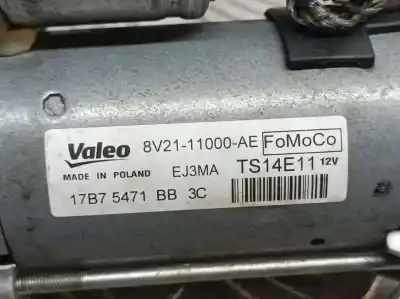 Valeo 8V21-11000-AE FoMoCo
MADE IN POLAND EJ3MA TS14E11 12V
17B7 5471 BB 3C